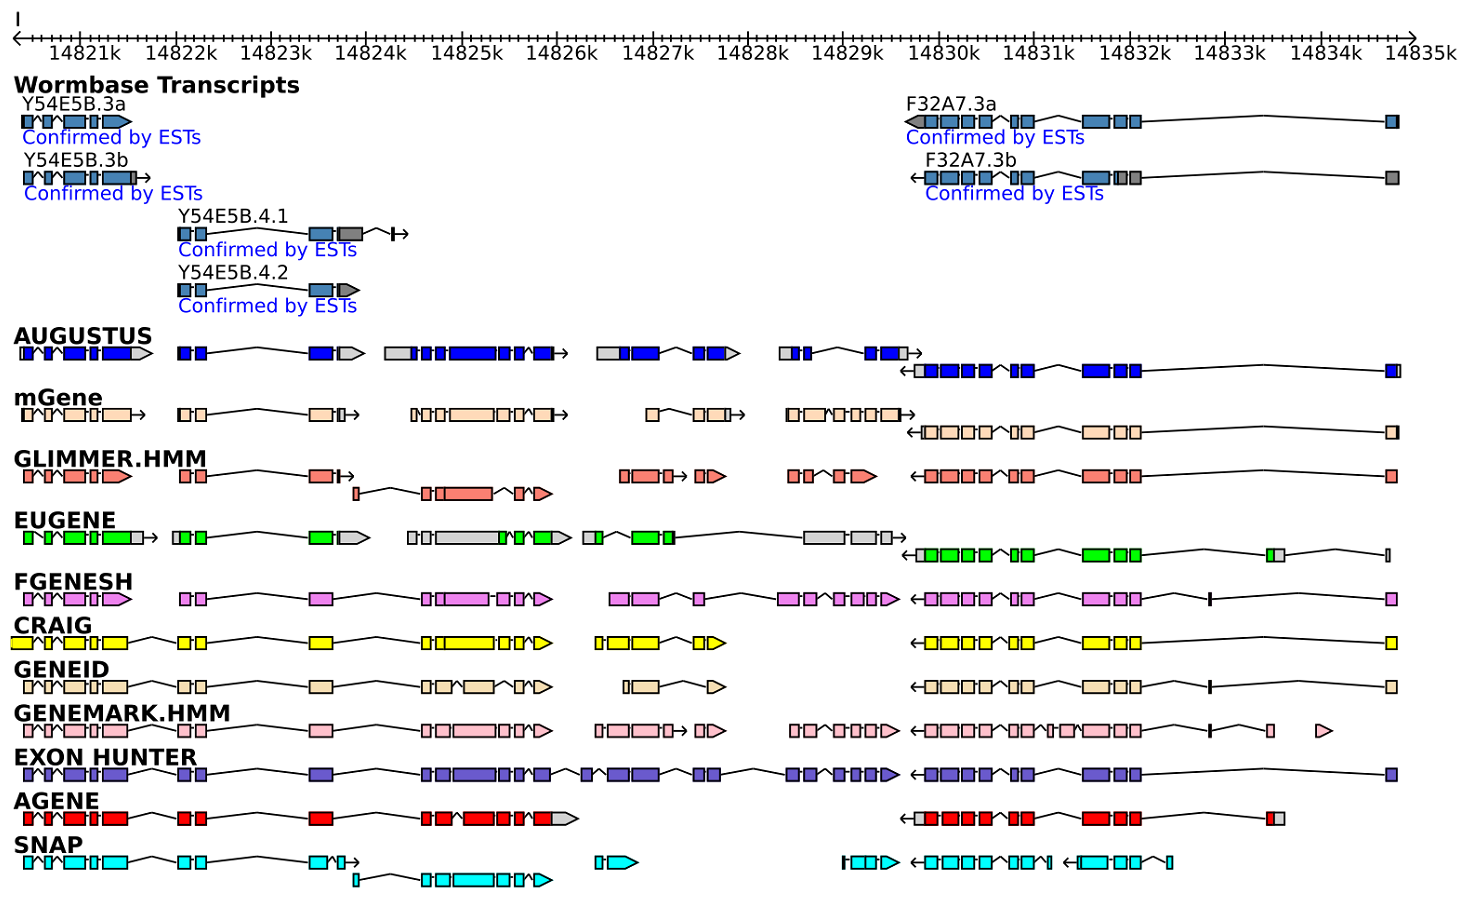 I
14821k 14822k 14823k 14824k 14825k 14826k 14827k 14828k 14829k 14830k 14831k 14832k 14833k 14834k 14835k
Wormbase Transcripts
Y54E5B.3a F32A7.3a
Confirmed by ESTs Confirmed by ESTs
Y54E5B.3b F32A7.3b
Confirmed by ESTs Confirmed by ESTs
Y54E5B.4.1
Confirmed by ESTs
Y54E5B.4.2
Confirmed by ESTs
AUGUSTUS
mGene
GLIMMER.HMM
EUGENE
FGENESH
CRAIG
GENEID
GENEMARK.HMM
EXON HUNTER
AGENE
SNAP